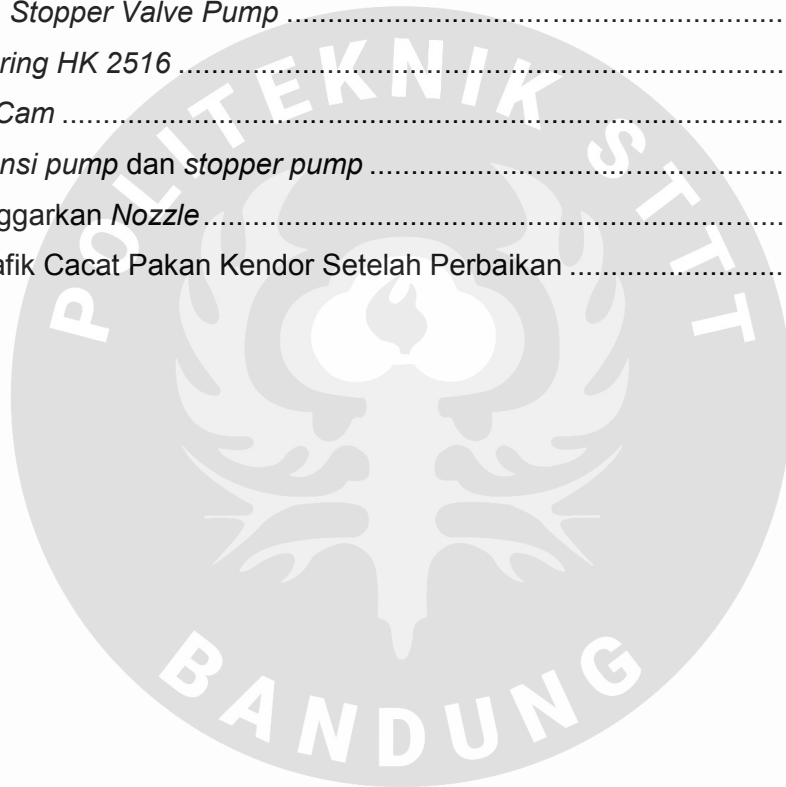 Stopper Valve Pump ........................................................................
ring HK 2516 ........................................................................................
Cam .....................................................................................................
nsi pump dan stopper pump ............................................................
ggarkan Nozzle ...................................................................................
afik Cacat Pakan Kendor Setelah Perbaikan ...............................
POLITEKNIK STTT
BANDUNG